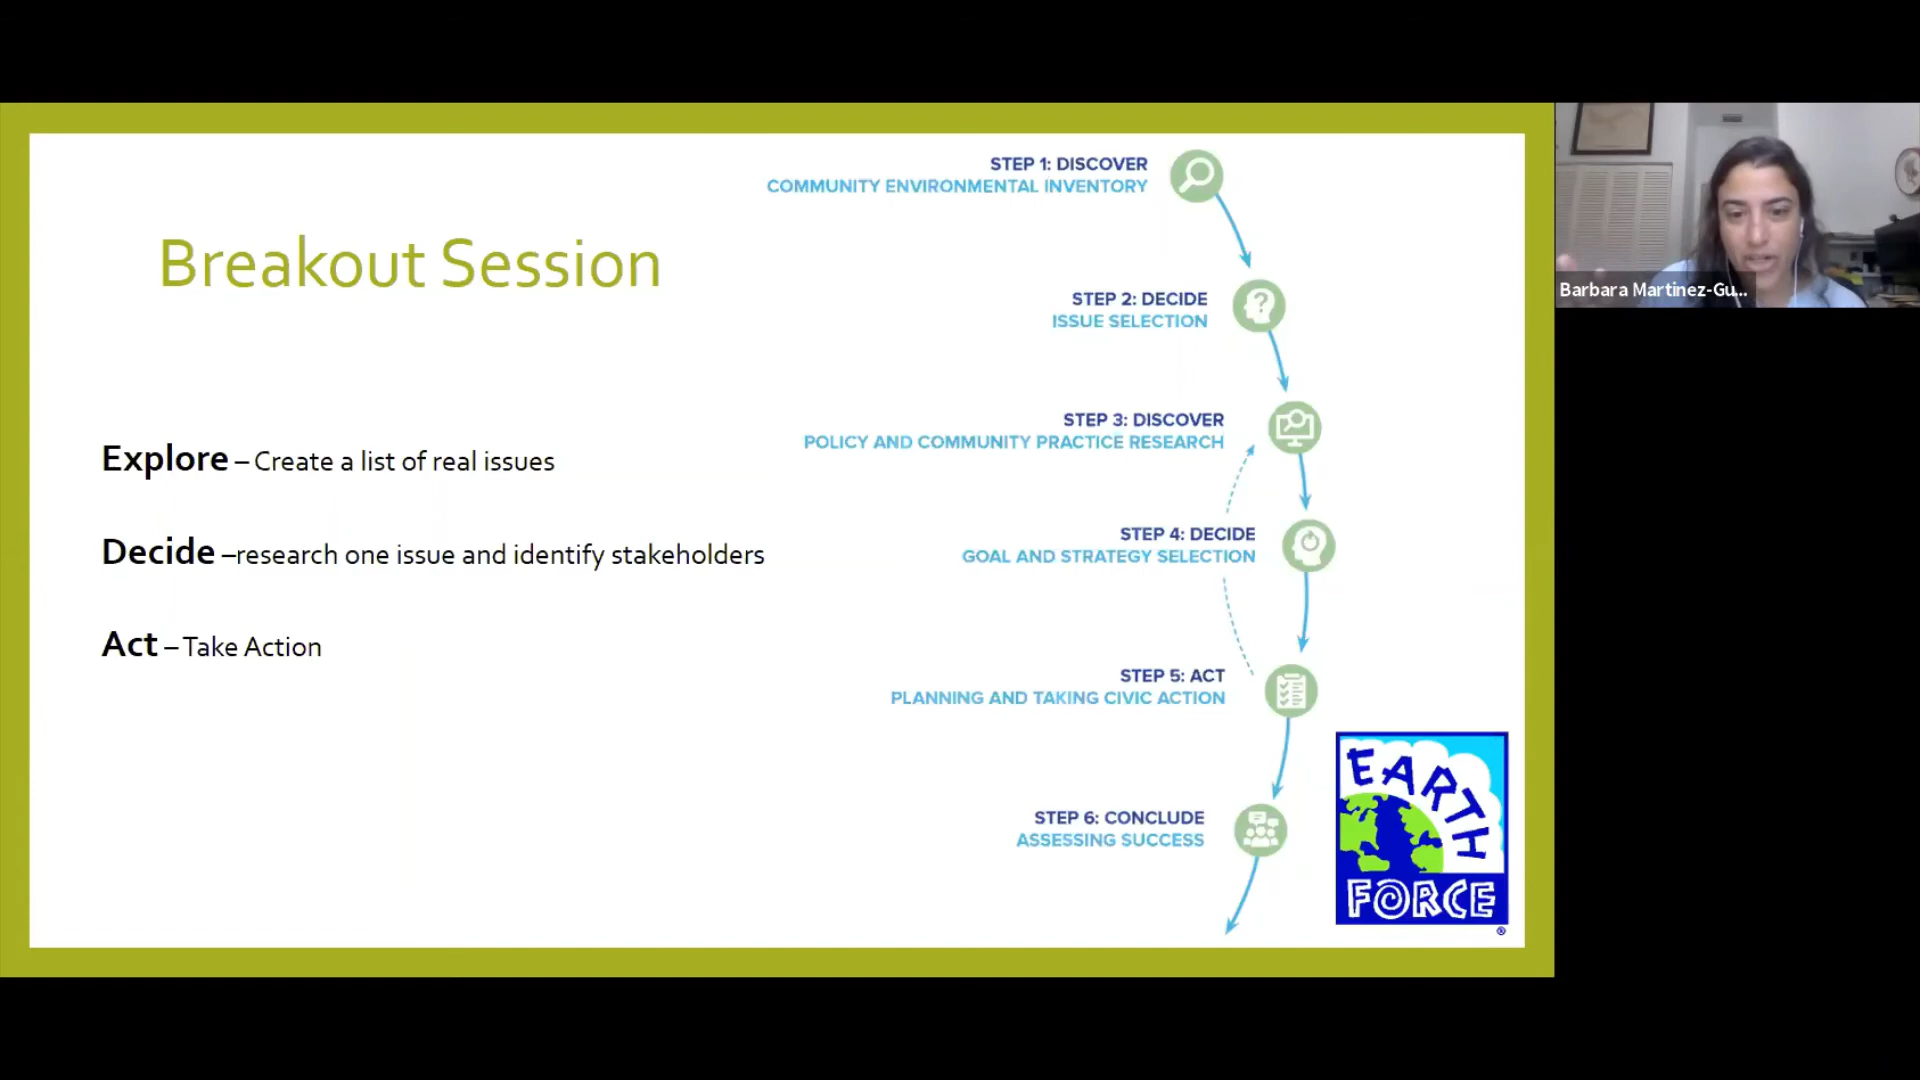 Breakout Session
Explore – Create a list of real issues
Decide –research one issue and identify stakeholders
Act – Take Action
STEP 1: DISCOVER
COMMUNITY ENVIRONMENTAL INVENTORY
STEP 2: DECIDE
ISSUE SELECTION
STEP 3: DISCOVER
POLICY AND COMMUNITY PRACTICE RESEARCH
STEP 4: DECIDE
GOAL AND STRATEGY SELECTION
STEP 5: ACT
PLANNING AND TAKING CIVIC ACTION
STEP 6: CONCLUDE
ASSESSING SUCCESS
EARTH
FORCE
®
Barbara Martinez-Gu...